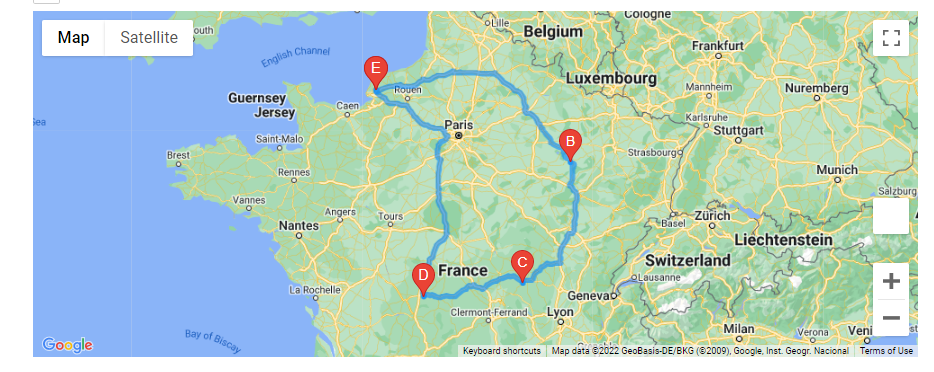 Map
Satellite
outh
English Channel
Lille
Belgium
Cologne
Frankfurt
E
Rouen
Luxembourg
Mannheim
Nuremberg
Guernsey
Jersey
Caen
Sea
Karlsruhe
Paris
Stuttgart
Saint-Malo
B
Brest
Strasbourg
Rennes
Munich
Salzburg
Vannes
Angers
Tours
Zürich
Basel
Nantes
Liechtenstein
C
D
France
Switzerland
Lausanne
La Rochelle
Geneva
Clermont-Ferrand
Lyon
+
Bay of Biscay
Milan
Verona
Veni
−
Google
Keyboard shortcuts
Map data ©2022 GeoBasis-DE/BKG (©2009), Google, Inst. Geogr. Nacional
Terms of Use